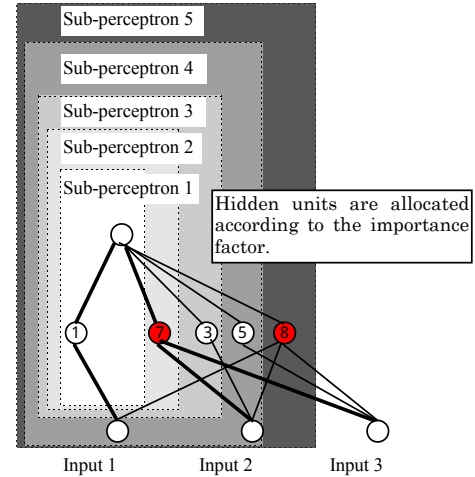 Sub-perceptron 5
Sub-perceptron 4
Sub-perceptron 3
Sub-perceptron 2
Sub-perceptron 1
Hidden units are allocated
according to the importance
factor.
1 7 3 5 8
Input 1 Input 2 Input 3